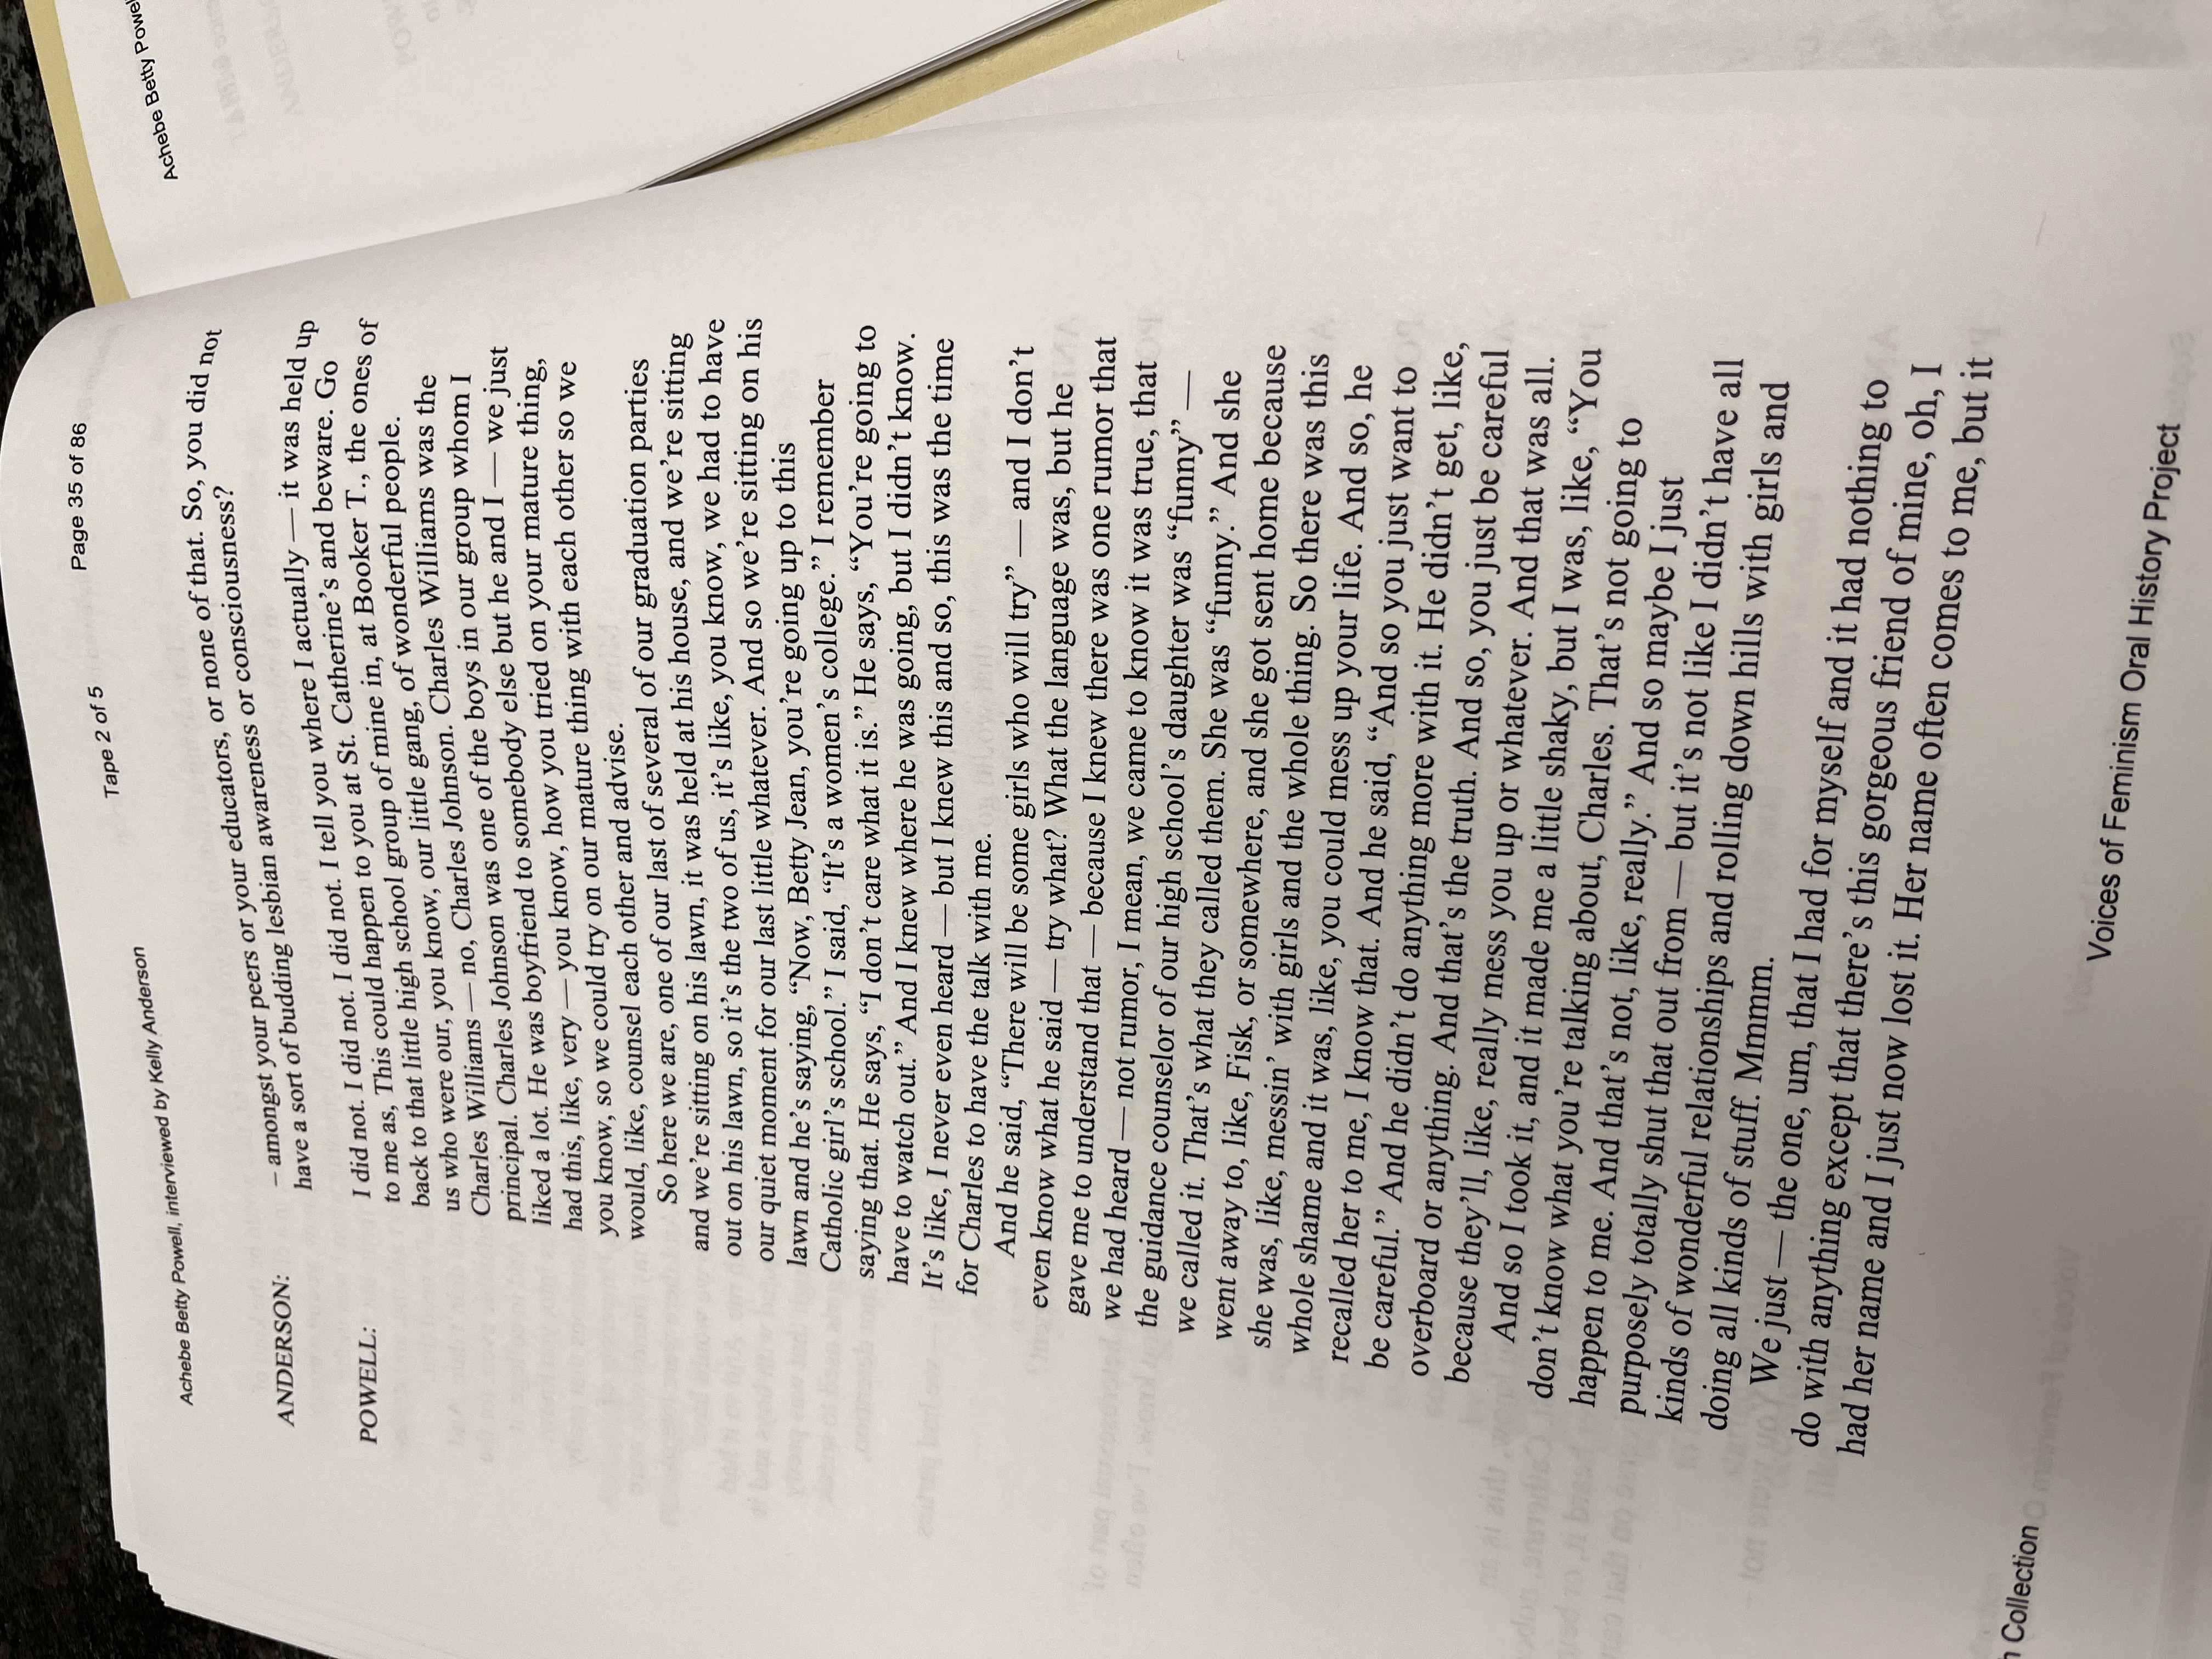 Achebe Betty Powell, interviewed by Kelly Anderson Tape 2 of 5 Page 35 of 86
ANDERSON: – amongst your peers or your educators, or none of that. So, you did not
have a sort of budding lesbian awareness or consciousness?
POWELL: I did not. I did not. I did not. I tell you where I actually — it was held up
to me as, This could happen to you at St. Catherine's and beware. Go
back to that little high school group of mine in, at Booker T., the ones of
us who were our, you know, our little gang, of wonderful people.
Charles Williams — no, Charles Johnson. Charles Williams was the
principal. Charles Johnson was one of the boys in our group whom I
liked a lot. He was boyfriend to somebody else but he and I — we just
had this, like, very — you know, how you tried on your mature thing,
you know, so we could try on our mature thing with each other so we
would, like, counsel each other and advise.
So here we are, one of our last of several of our graduation parties
and we're sitting on his lawn, it was held at his house, and we're sitting
out on his lawn, so it's the two of us, it's like, you know, we had to have
our quiet moment for our last little whatever. And so we're sitting on his
lawn and he's saying, “Now, Betty Jean, you're going up to this
Catholic girl's school.” I said, “It's a women's college.” I remember
saying that. He says, “I don't care what it is.” He says, “You're going to
have to watch out.” And I knew where he was going, but I didn't know.
It's like, I never even heard — but I knew this and so, this was the time
for Charles to have the talk with me.
And he said, “There will be some girls who will try” — and I don't
even know what he said — try what? What the language was, but he
gave me to understand that — because I knew there was one rumor that
we had heard — not rumor, I mean, we came to know it was true, that
the guidance counselor of our high school's daughter was “funny” —
we called it. That's what they called them. She was “funny.” And she
went away to, like, Fisk, or somewhere, and she got sent home because
she was, like, messin' with girls and the whole thing. So there was this
whole shame and it was, like, you could mess up your life. And so, he
recalled her to me, I know that. And he said, “And so you just want to
be careful.” And he didn't do anything more with it. He didn't get, like,
overboard or anything. And that's the truth. And so, you just be careful
because they'll, like, really mess you up or whatever. And that was all.
And so I took it, and it made me a little shaky, but I was, like, “You
don't know what you're talking about, Charles. That's not going to
happen to me. And that's not, like, really.” And so maybe I just
purposely totally shut that out from — but it's not like I didn't have all
kinds of wonderful relationships and rolling down hills with girls and
doing all kinds of stuff. Mmmm.
We just — the one, um, that I had for myself and it had nothing to
do with anything except that there's this gorgeous friend of mine, oh, I
had her name and I just now lost it. Her name often comes to me, but it
Collection
Voices of Feminism Oral History Project
Achebe Betty